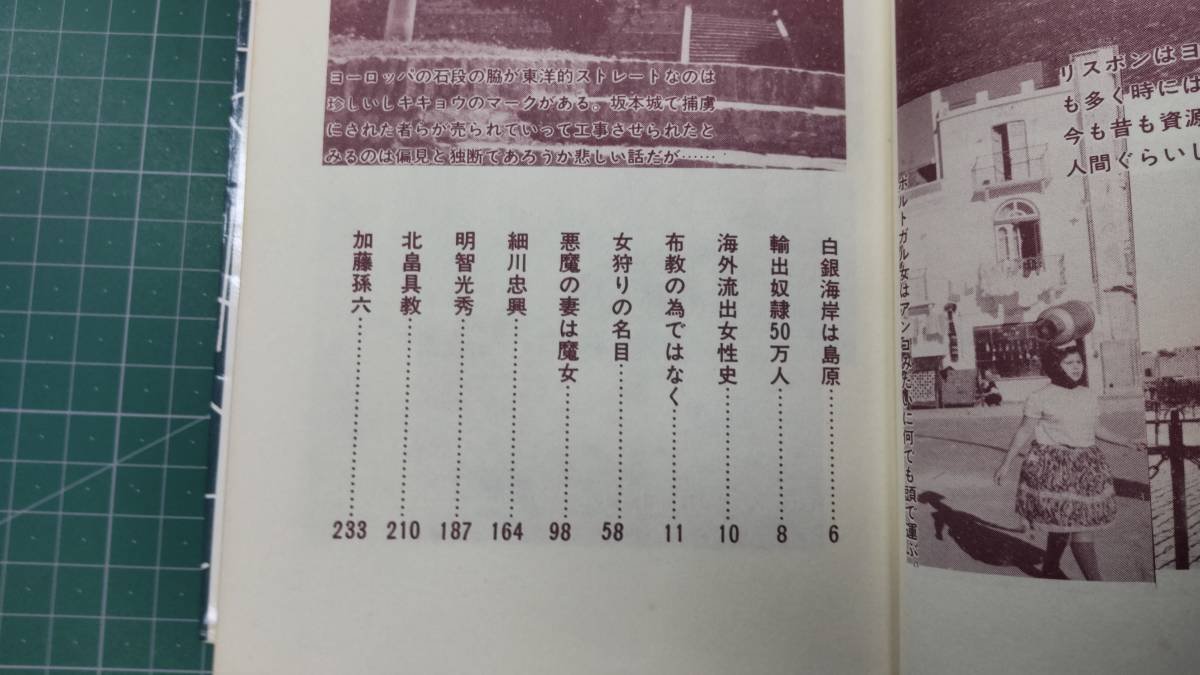 リスボンはヨ
も多く時には
今も昔も資源
人間ぐらいし
ヨーロッパの石段の脇が東洋的ストレートなのは
珍しいしキキョウのマークがある。坂本城で捕虜
にされた者らが売られていって工事させられたと
みるのは偏見と独断であろうか悲しい話だが……
白銀海岸は島原……6
輸出奴隷50万人……8
海外流出女性史……10
布教の為ではなく……11
女狩りの名目……58
悪魔の妻は魔女……98
細川忠興……164
明智光秀……187
北畠具教……210
加藤孫六……233
ポルトガル女はアン
に何でも頭で運ぶ。